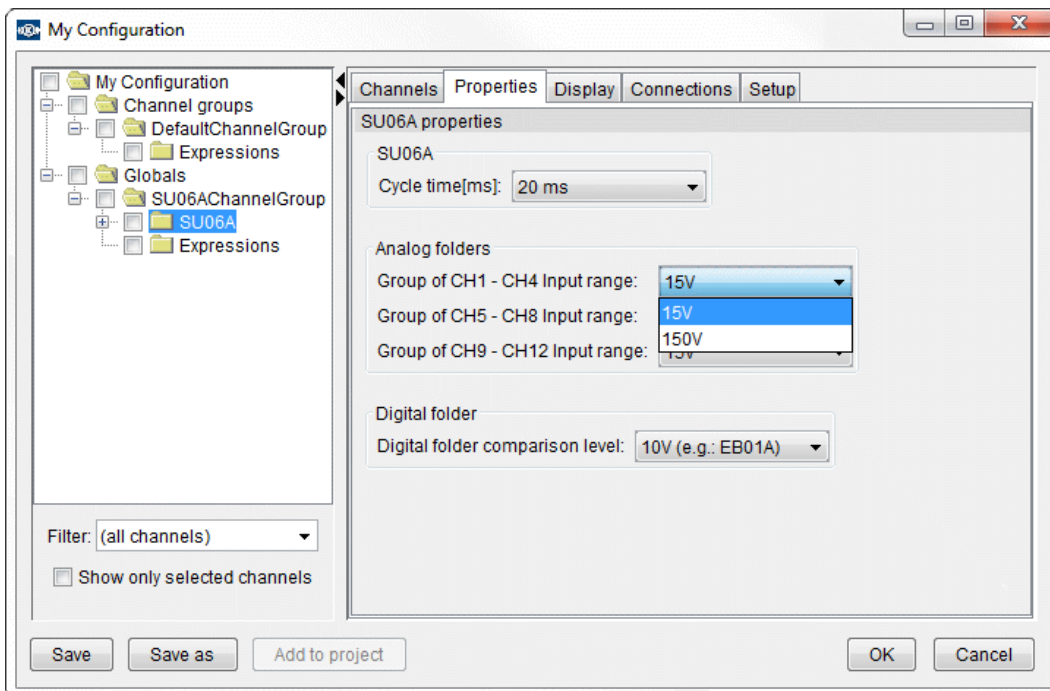 My Configuration
My Configuration
Channel groups
DefaultChannelGroup
Expressions
Globals
SU06AChannelGroup
SU06A
Expressions
Filter: (all channels)
Show only selected channels
Channels Properties Display Connections Setup
SU06A properties
SU06A
Cycle time[ms]: 20 ms
Analog folders
Group of CH1 - CH4 Input range: 15V
Group of CH5 - CH8 Input range: 15V
150V
Group of CH9 - CH12 Input range: 15V
Digital folder
Digital folder comparison level: 10V (e.g.: EB01A)
Save Save as Add to project OK Cancel